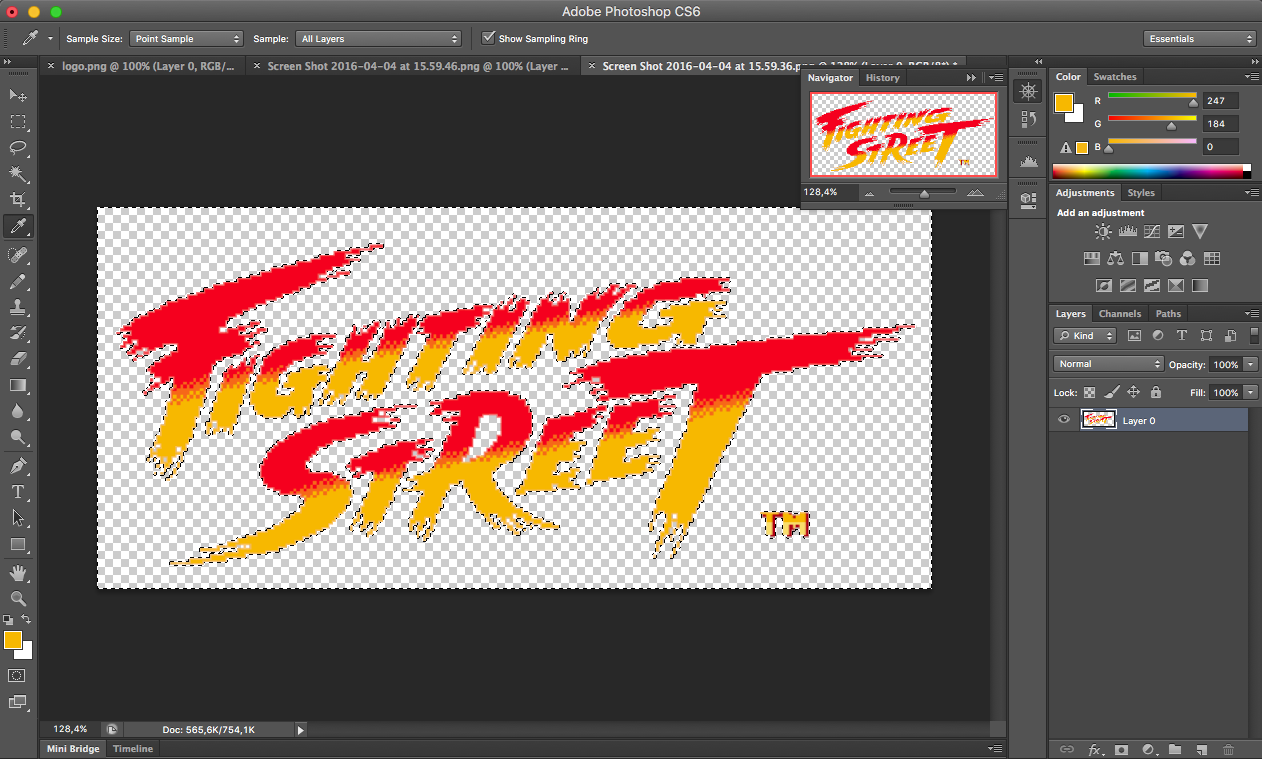 Adobe Photoshop CS6
Sample Size: Point Sample Sample: All Layers Show Sampling Ring Essentials
logo.png @ 100% (Layer 0, RGB/... Screen Shot 2016-04-04 at 15.59.46.png @ 100% (Layer ... Screen Shot 2016-04-04 at 15.59.36.png @ 128% (Layer 0, RGB/8*) *
Navigator History
FIGHTING
STREET
TM
128,4%
FIGHTING
STREET
TM
Color Swatches
R 247
G 184
B 0
Adjustments Styles
Add an adjustment
Layers Channels Paths
Kind
Normal Opacity: 100%
Lock: Fill: 100%
Layer 0
fx
128,4% Doc: 565,6K/754,1K
Mini Bridge Timeline